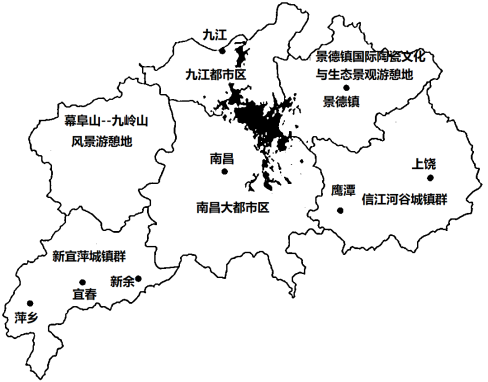 九江
九江都市区
景德镇国际陶瓷文化
与生态景观游憩地
景德镇
幕阜山--九岭山
风景游憩地
南昌
南昌大都市区
上饶
鹰潭
信江河谷城镇群
新宜萍城镇群
新余
宜春
萍乡